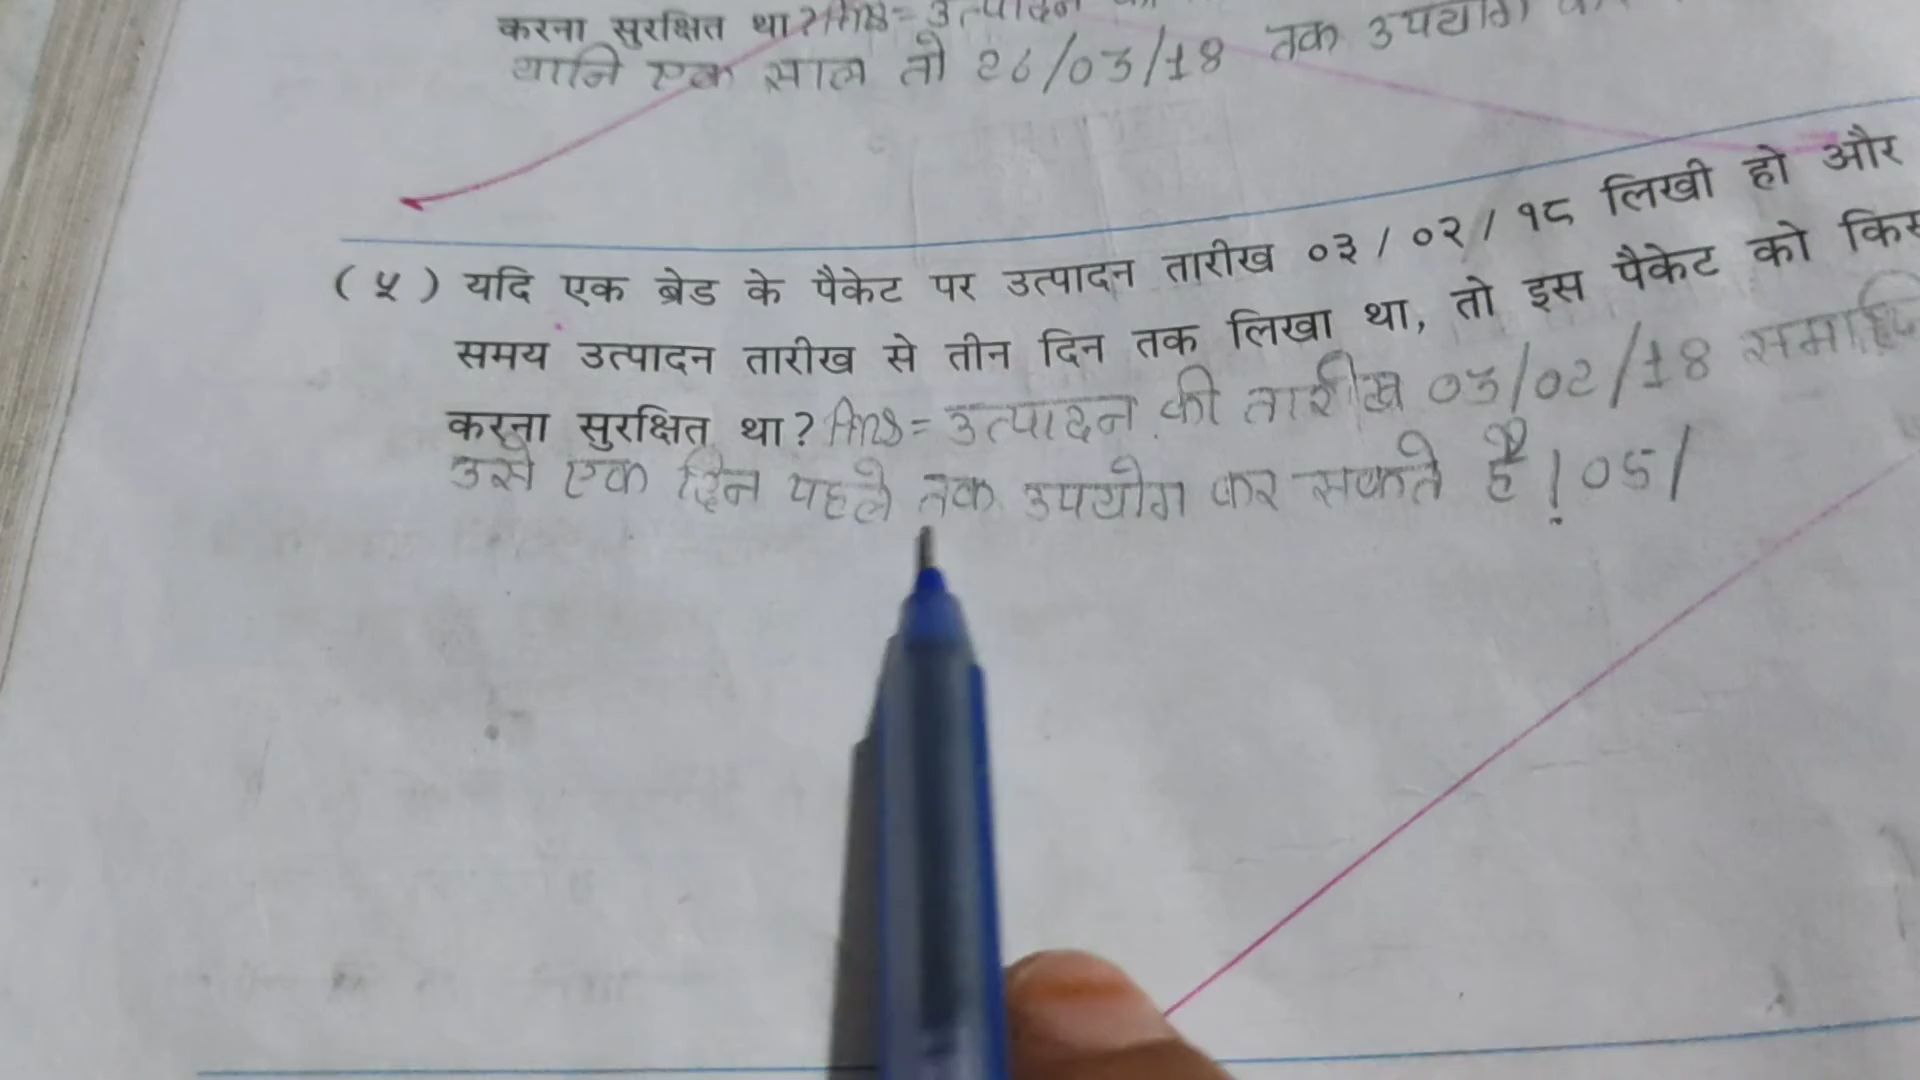 करना सुरक्षित था? Ans= उत्पादन
यानि एक साल तो 26/03/18 तक उपयोग
(५) यदि एक ब्रेड के पैकेट पर उत्पादन तारीख ०३/०२/१८ लिखी हो और
समय उत्पादन तारीख से तीन दिन तक लिखा था, तो इस पैकेट को
करना सुरक्षित था? Ans= उत्पादन की तारीख 03/02/18
उसे एक दिन पहले तक उपयोग कर सकते है। 05/